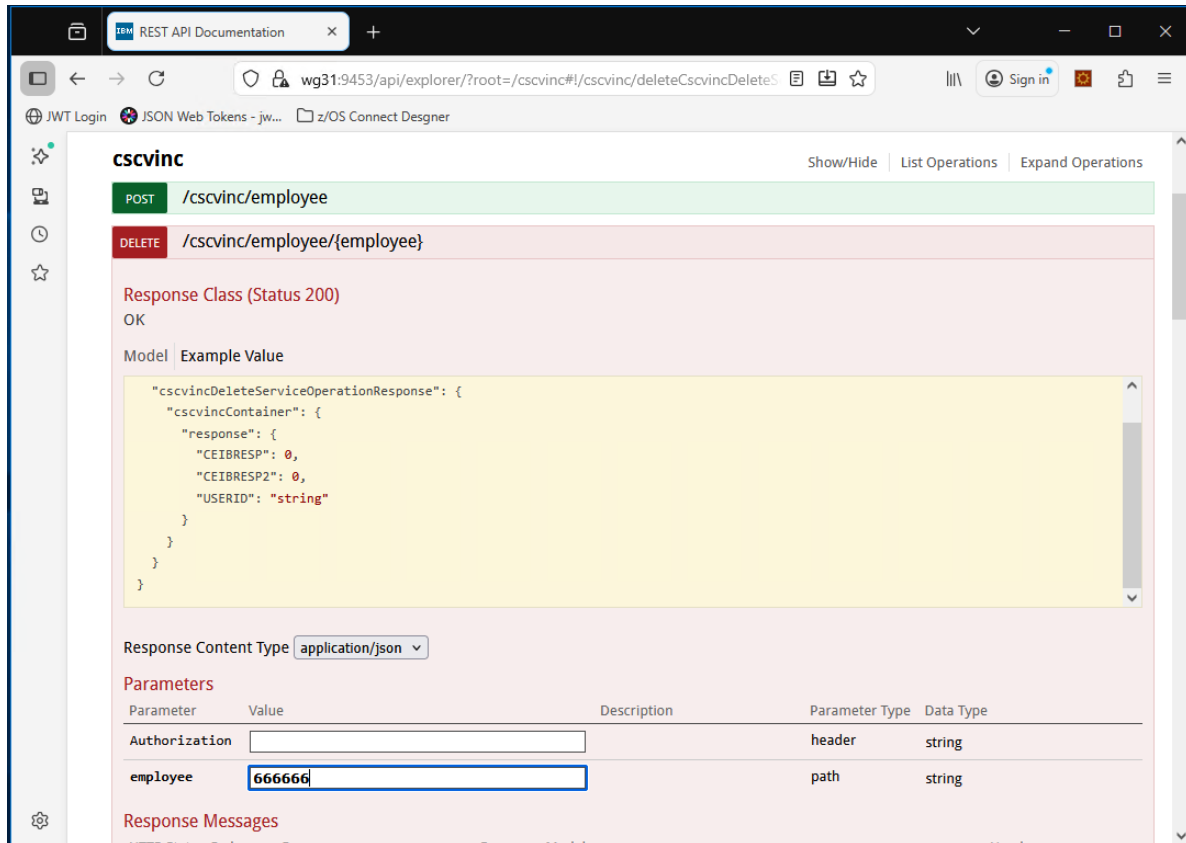 IBM REST API Documentation
wg31:9453/api/explorer/?root=/cscvinc#!/cscvinc/deleteCscvincDeleteS
Sign in
JWT Login JSON Web Tokens - jw... z/OS Connect Desgner
cscvinc Show/Hide List Operations Expand Operations
POST /cscvinc/employee
DELETE /cscvinc/employee/{employee}
Response Class (Status 200)
OK
Model Example Value
"cscvincDeleteServiceOperationResponse": {
"cscvincContainer": {
"response": {
"CEIBRESP": 0,
"CEIBRESP2": 0,
"USERID": "string"
}
}
}
}
Response Content Type application/json
Parameters
Parameter Value Description Parameter Type Data Type
Authorization header string
employee 666666 path string
Response Messages